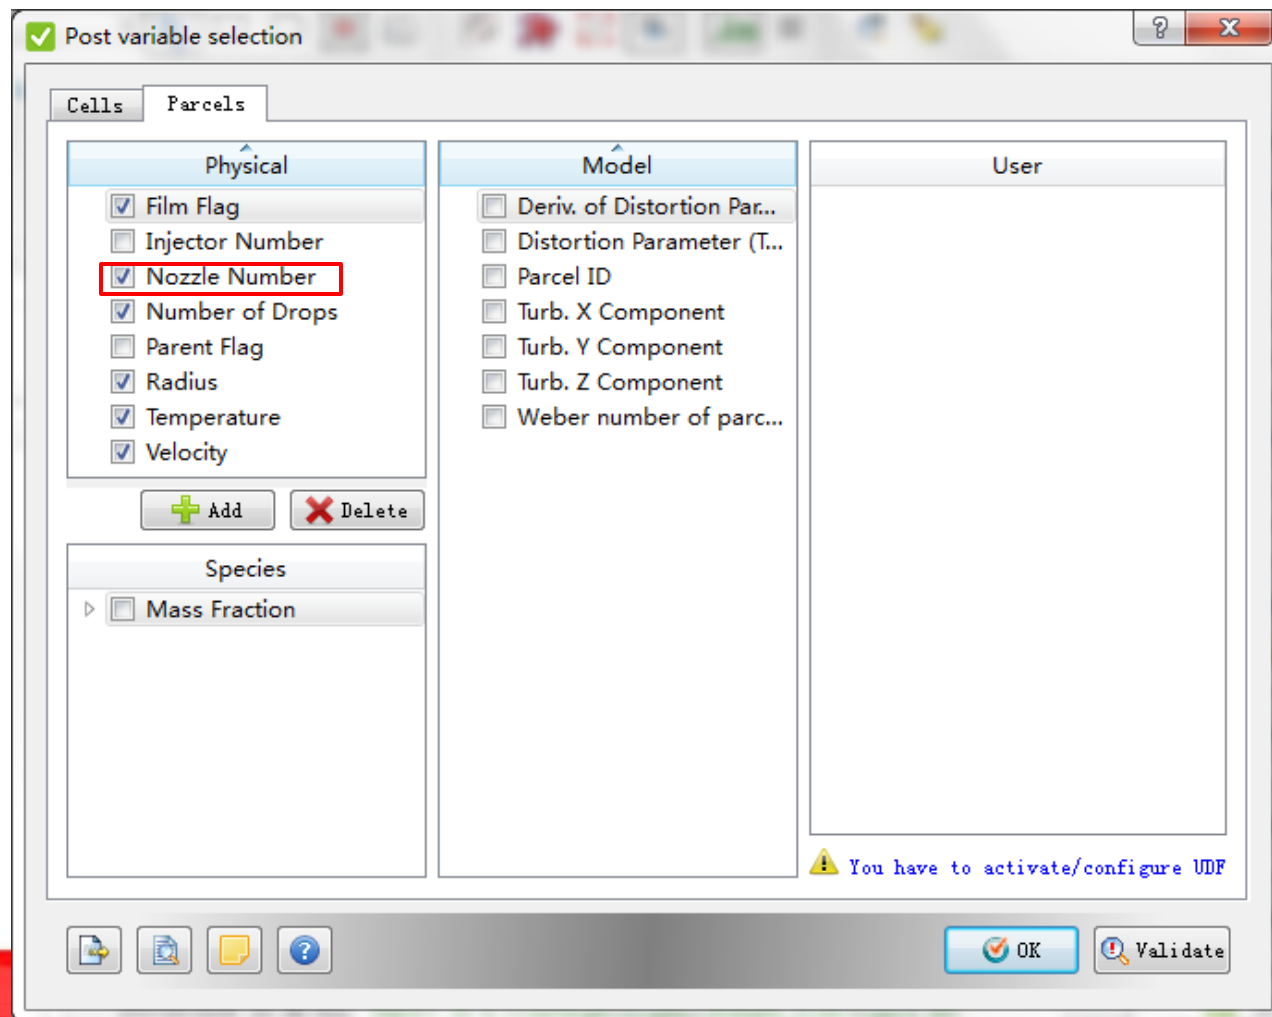 Post variable selection
Cells
Parcels
Physical
Film Flag
Injector Number
Nozzle Number
Number of Drops
Parent Flag
Radius
Temperature
Velocity
Add
Delete
Species
Mass Fraction
Model
Deriv. of Distortion Par...
Distortion Parameter (T...
Parcel ID
Turb. X Component
Turb. Y Component
Turb. Z Component
Weber number of parc...
User
You have to activate/configure UDF
OK
Validate